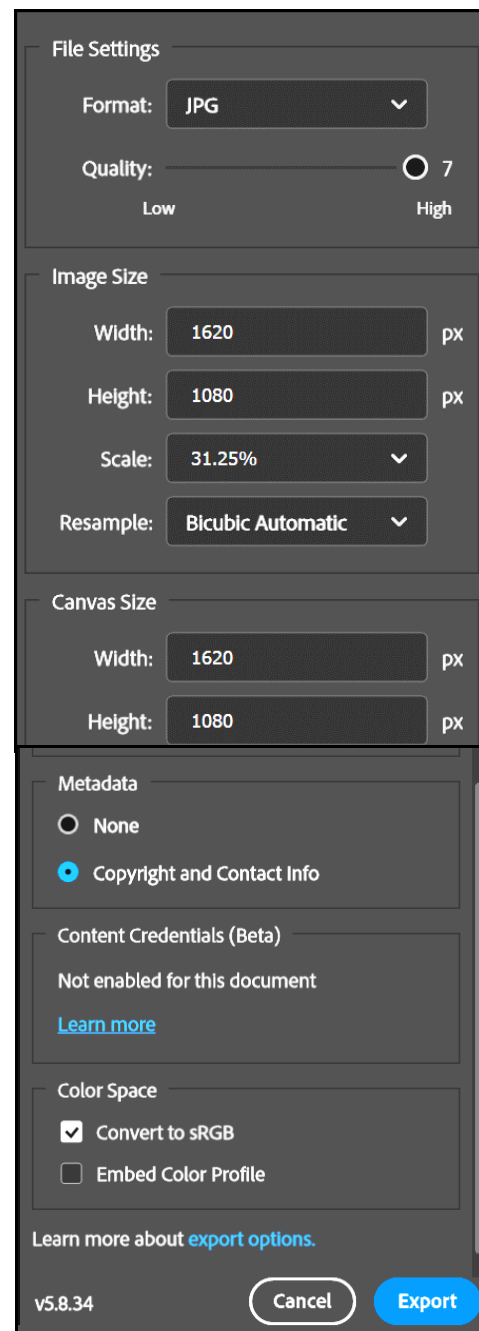 File Settings
Format: JPG
Quality: 7
Low High
Image Size
Width: 1620 px
Height: 1080 px
Scale: 31.25%
Resample: Bicubic Automatic
Canvas Size
Width: 1620 px
Height: 1080 px
Metadata
None
Copyright and Contact Info
Content Credentials (Beta)
Not enabled for this document
Learn more
Color Space
Convert to sRGB
Embed Color Profile
Learn more about export options.
v5.8.34 Cancel Export